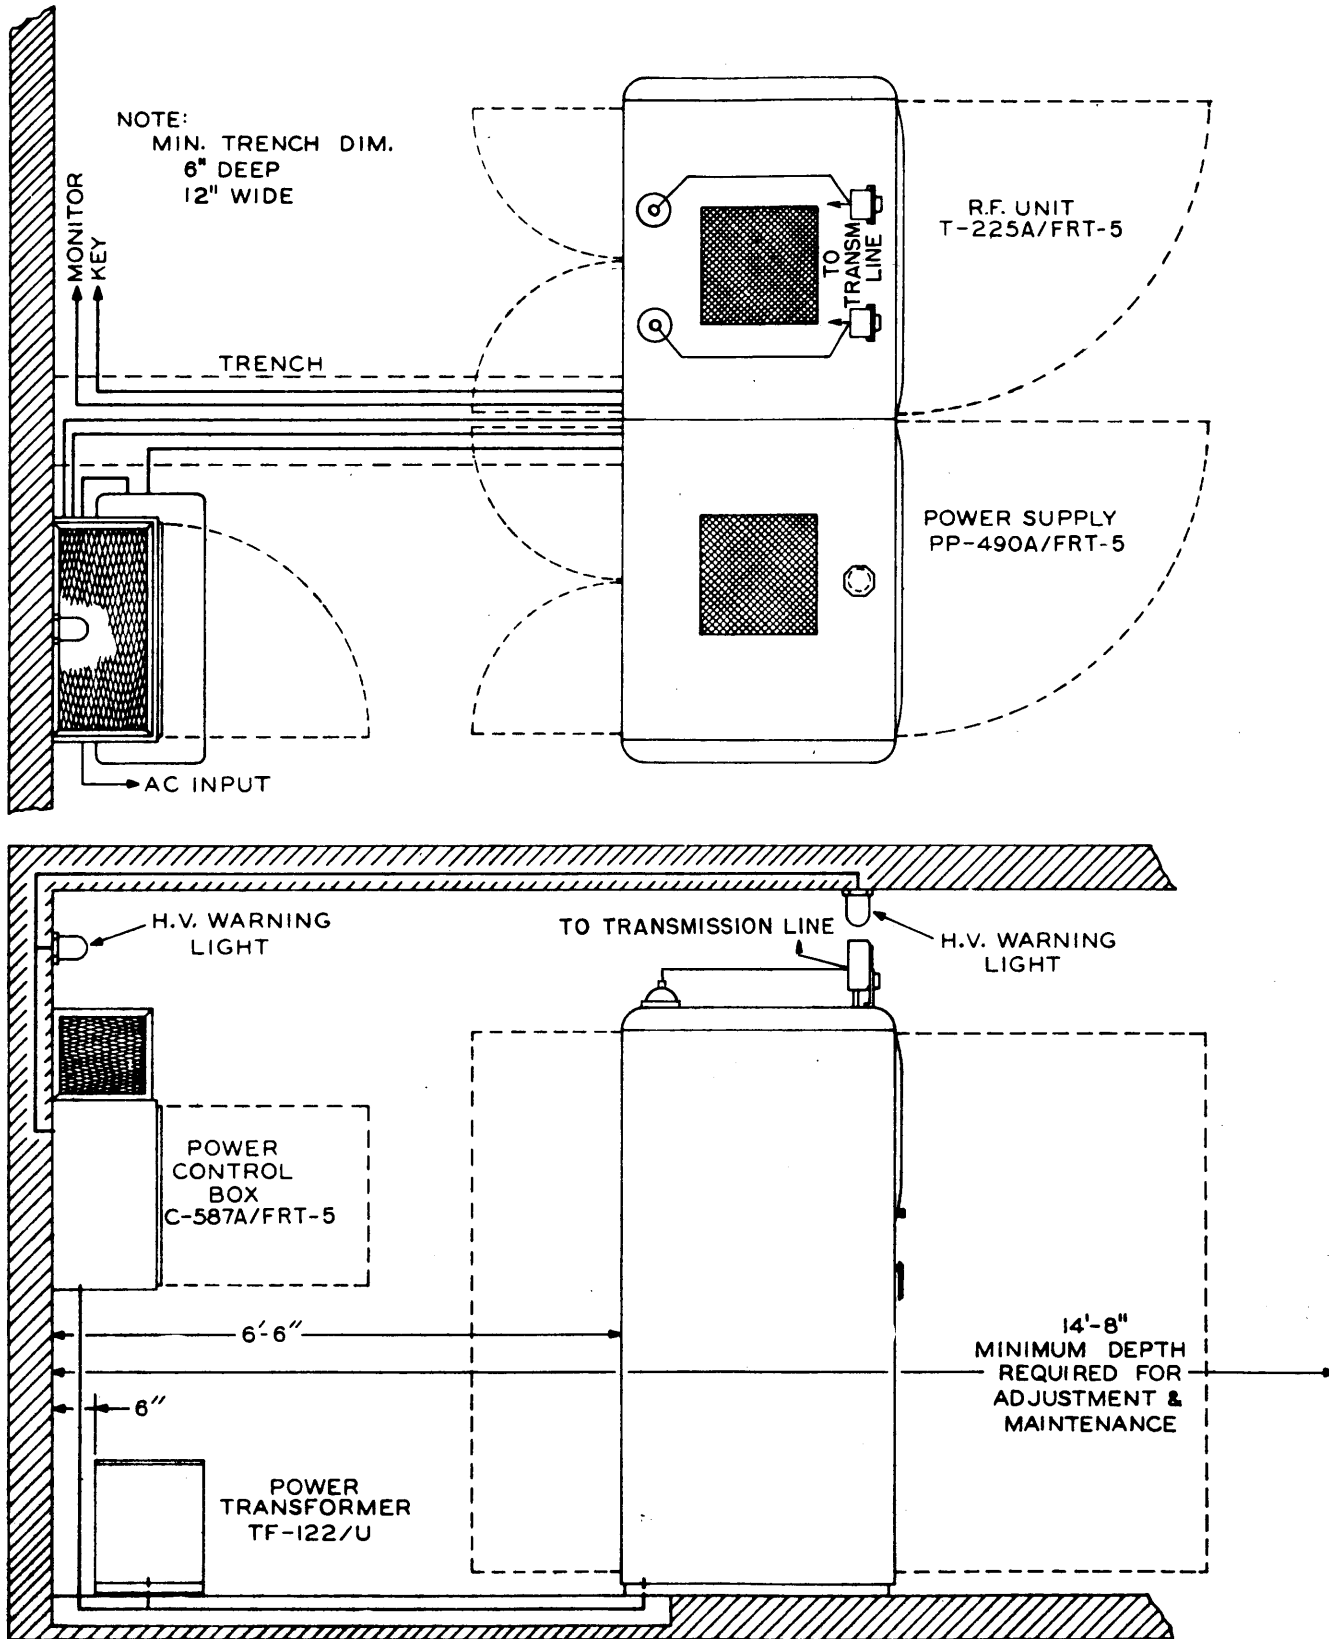 NOTE:
MIN. TRENCH DIM.
6" DEEP
12" WIDE
MONITOR
KEY
TRENCH
TO
TRANSM
LINE
R.F. UNIT
T-225A/FRT-5
POWER SUPPLY
PP-490A/FRT-5
AC INPUT
H.V. WARNING
LIGHT
TO TRANSMISSION LINE
H.V. WARNING
LIGHT
POWER
CONTROL
BOX
C-587A/FRT-5
6'-6"
14'-8"
MINIMUM DEPTH
REQUIRED FOR
ADJUSTMENT &
MAINTENANCE
6"
POWER
TRANSFORMER
TF-122/U